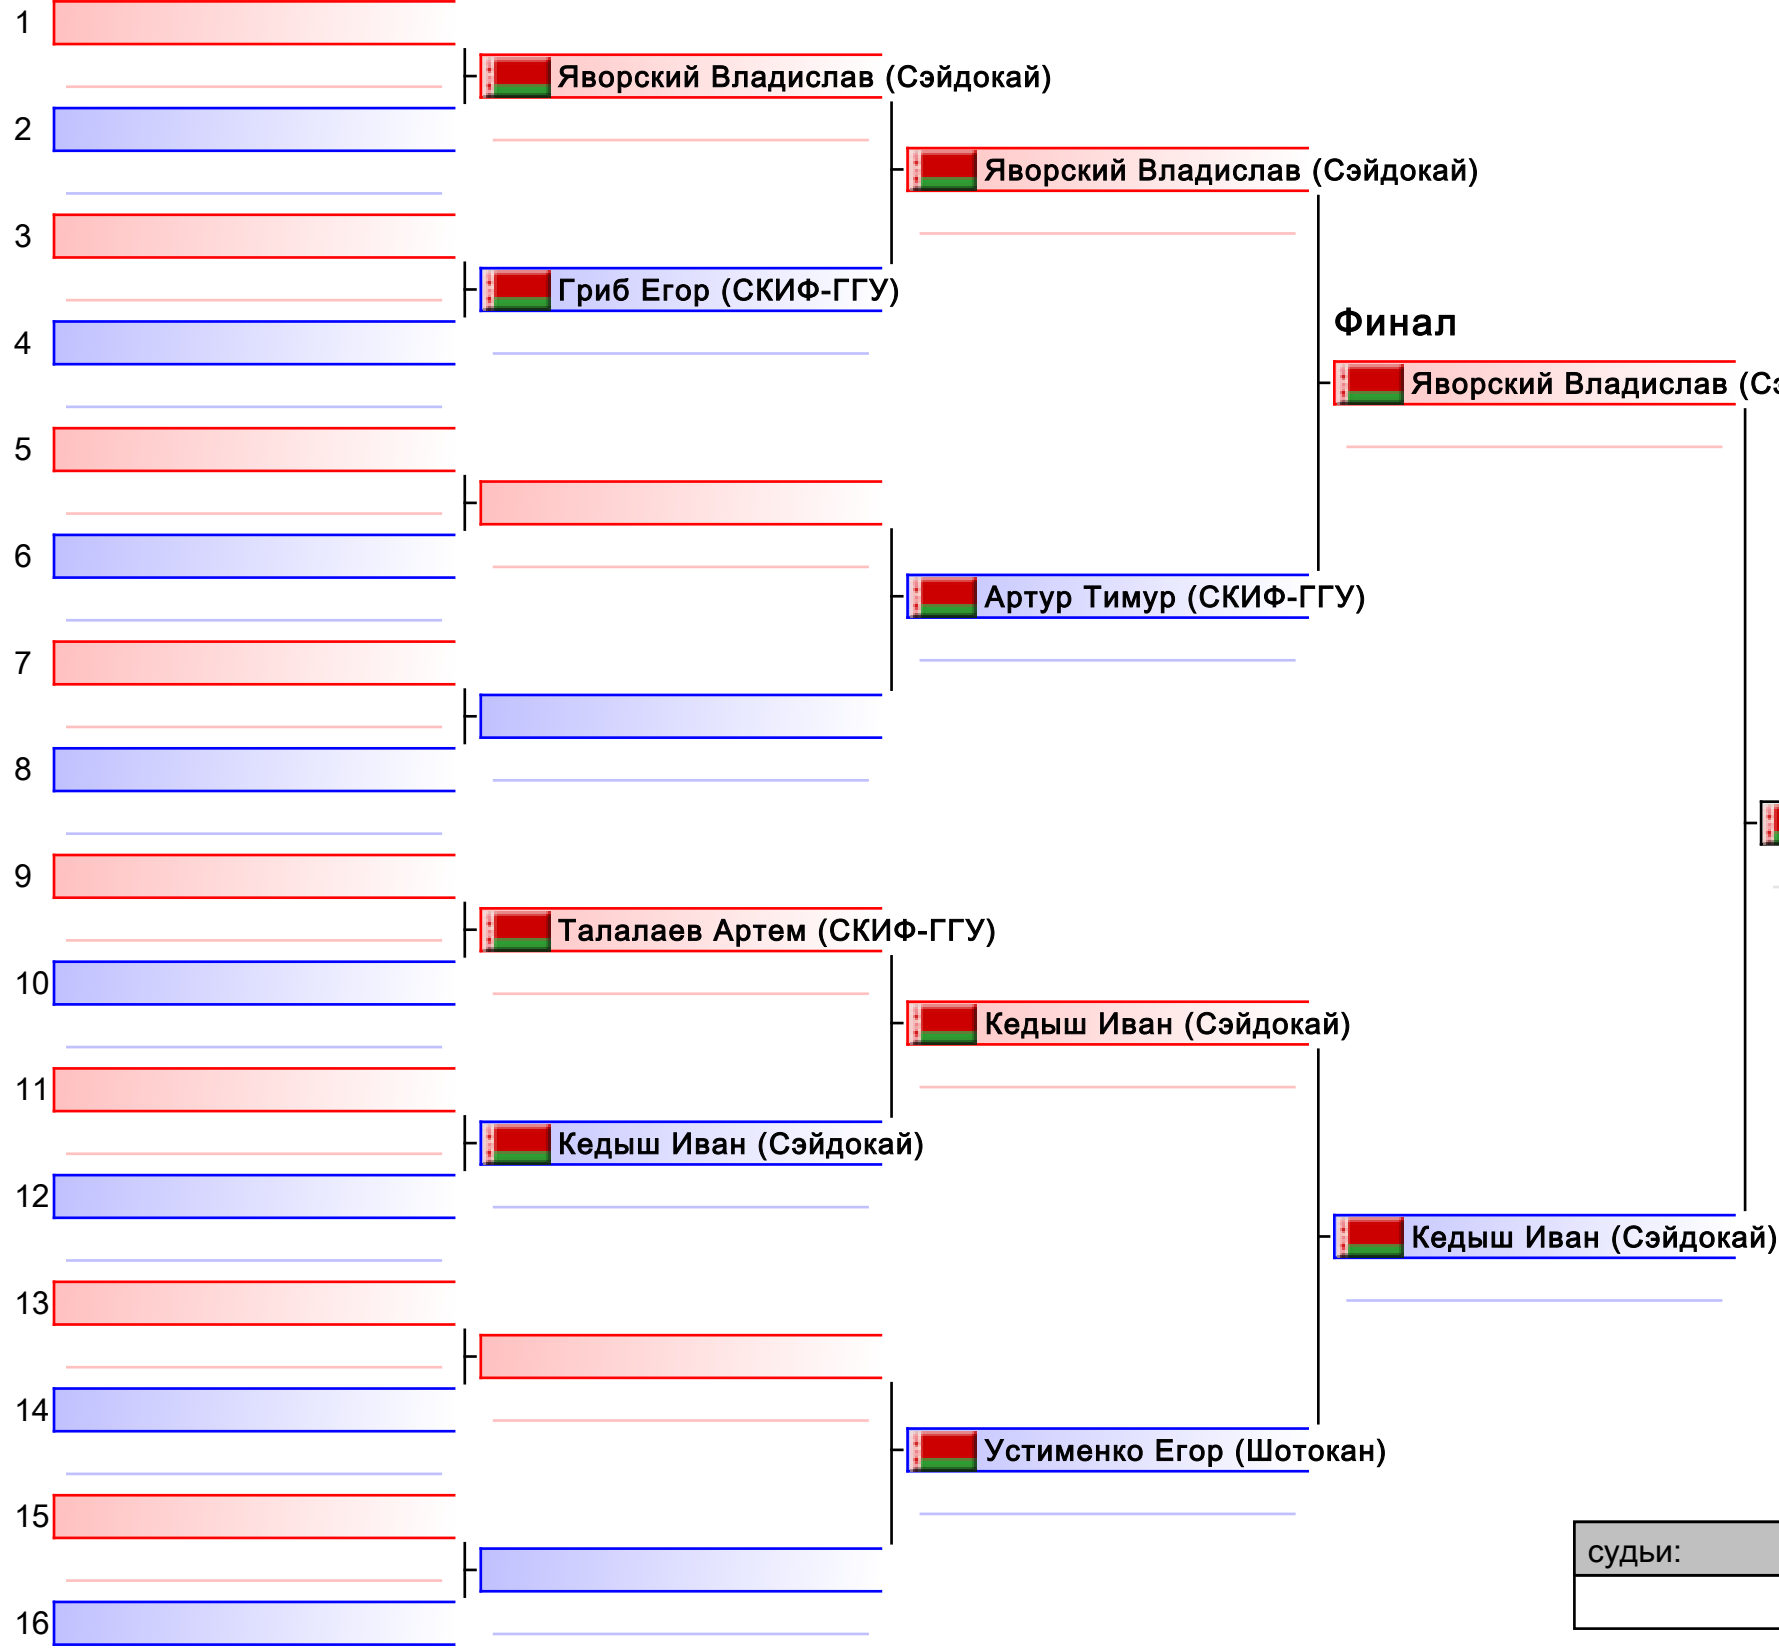 1
Яворский Владислав (Сэйдокай)
2
Яворский Владислав (Сэйдокай)
3
Гриб Егор (СКИФ-ГГУ)
Финал
4
Яворский Владислав
5
6
Артур Тимур (СКИФ-ГГУ)
7
8
9
Талалаев Артем (СКИФ-ГГУ)
10
Кедыш Иван (Сэйдокай)
11
Кедыш Иван (Сэйдокай)
12
Кедыш Иван (Сэйдокай)
13
14
Устименко Егор (Шотокан)
15
судьи:
16